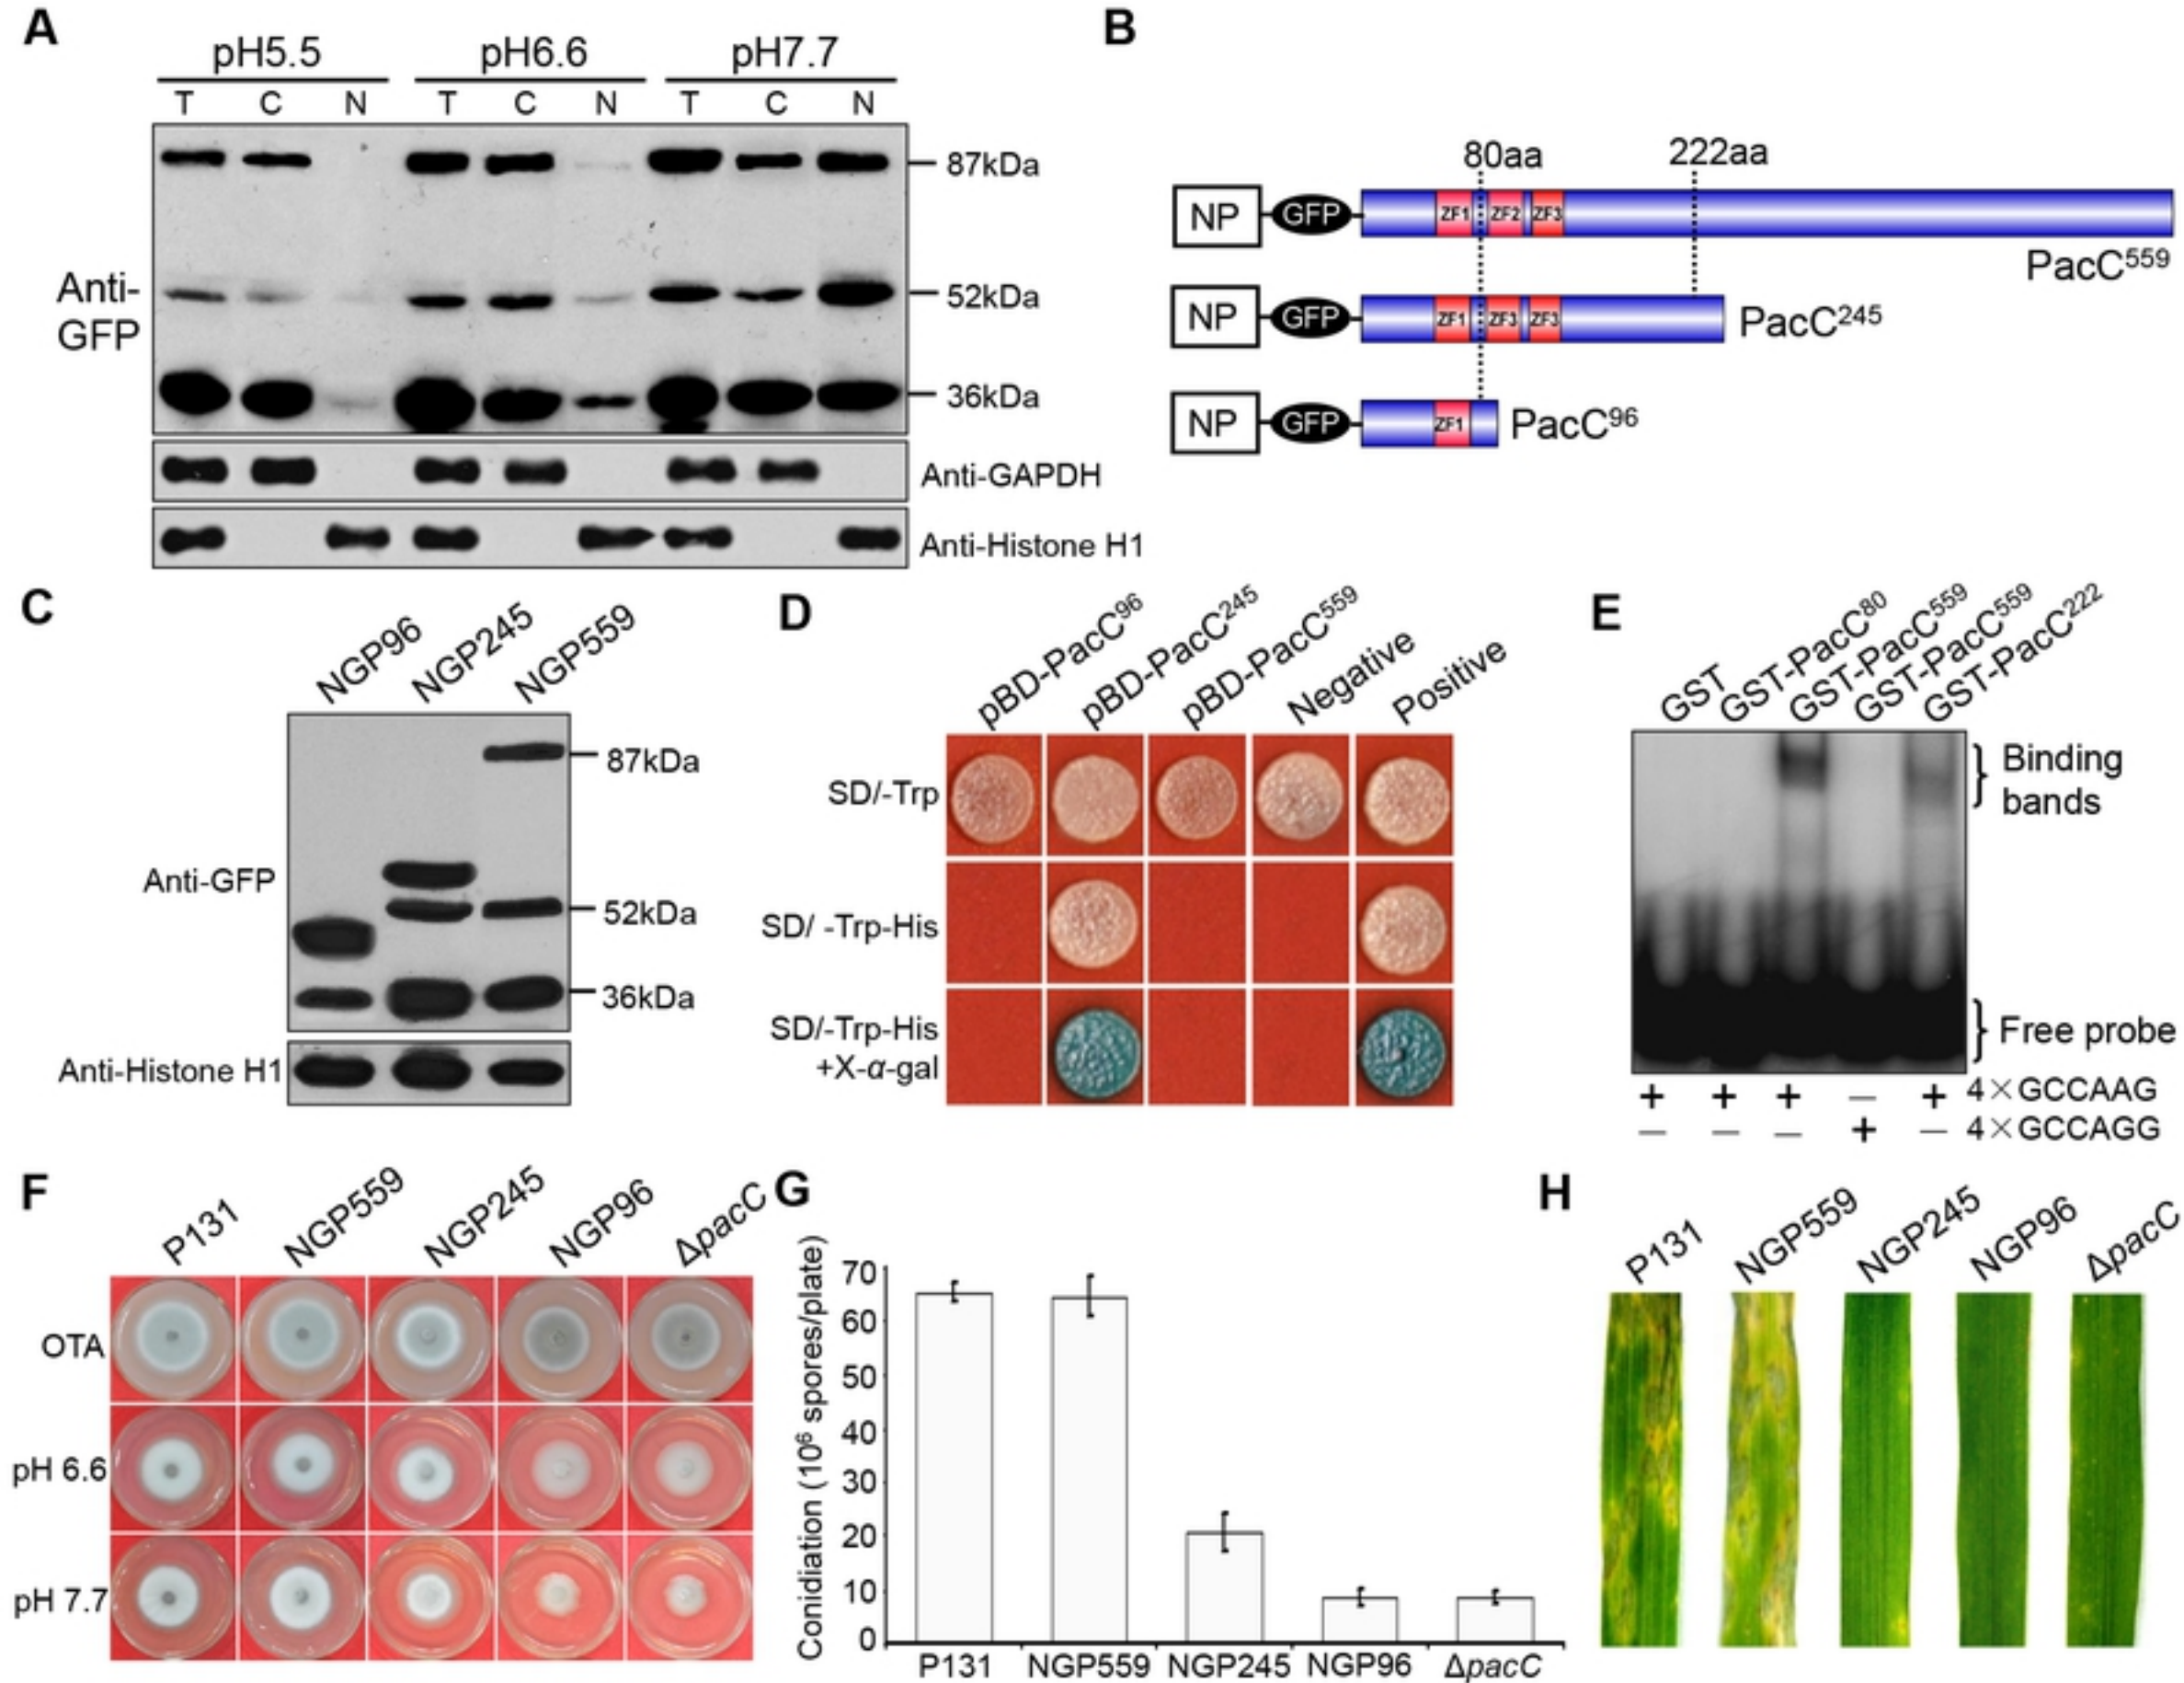 A
pH5.5 pH6.6 pH7.7
T C N T C N T C N
87kDa
52kDa
36kDa
Anti-
GFP
Anti-GAPDH
Anti-Histone H1
B
80aa 222aa
NP GFP ZF1 ZF2 ZF3
PacC559
NP GFP ZF1 ZF3 ZF3 PacC245
NP GFP ZF1 PacC96
C
NGP96 NGP245 NGP559
87kDa
Anti-GFP
52kDa
36kDa
Anti-Histone H1
D
pBD-PacC96 pBD-PacC245 pBD-PacC559 Negative Positive
SD/-Trp
SD/ -Trp-His
SD/-Trp-His
+X-α-gal
E
GST GST-PacC80 GST-PacC559 GST-PacC559 GST-PacC222
Binding
bands
Free probe
+ + + — + 4×GCCAAG
— — — + — 4×GCCAGG
F
P131 NGP559 NGP245 NGP96 ΔpacC
OTA
pH 6.6
pH 7.7
G
Conidiation (10⁶ spores/plate)
70
60
50
40
30
20
10
0
P131 NGP559 NGP245 NGP96 ΔpacC
H
P131 NGP559 NGP245 NGP96 ΔpacC